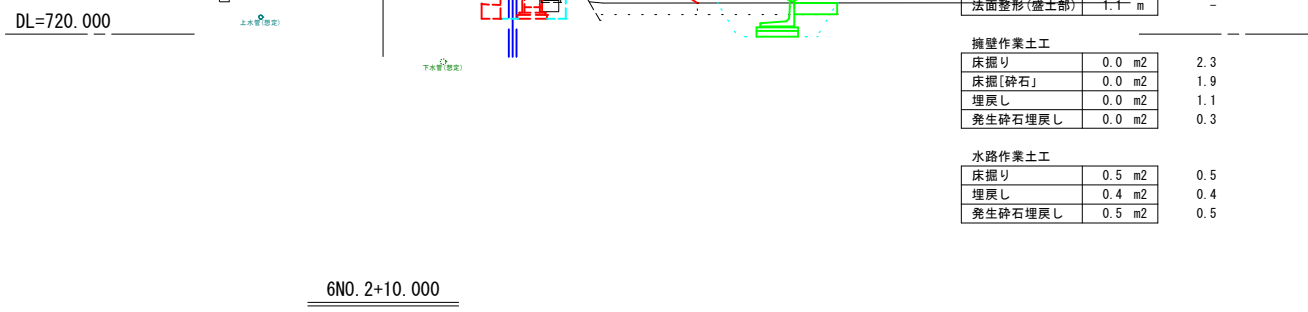 法面整形(盛土部) 1.1 m -
DL=720.000
上水管(想定)
下水管(想定)
擁壁作業土工
床掘り 0.0 m2 2.3
床掘[砕石」 0.0 m2 1.9
埋戻し 0.0 m2 1.1
発生砕石埋戻し 0.0 m2 0.3
水路作業土工
床掘り 0.5 m2 0.5
埋戻し 0.4 m2 0.4
発生砕石埋戻し 0.5 m2 0.5
6NO.2+10.000